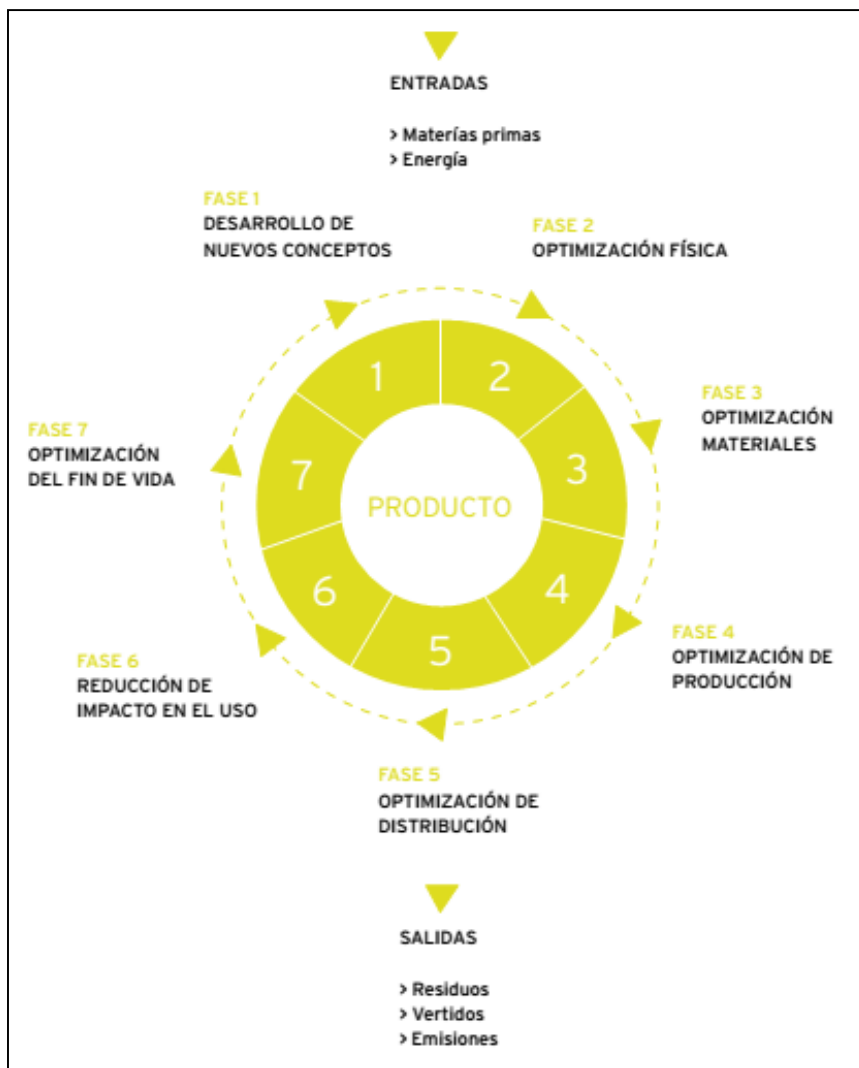 ENTRADAS
> Materías primas
> Energía
FASE 1
DESARROLLO DE
NUEVOS CONCEPTOS
FASE 2
OPTIMIZACIÓN FÍSICA
FASE 3
OPTIMIZACIÓN
MATERIALES
FASE 4
OPTIMIZACIÓN DE
PRODUCCIÓN
FASE 5
OPTIMIZACIÓN DE
DISTRIBUCIÓN
FASE 6
REDUCCIÓN DE
IMPACTO EN EL USO
FASE 7
OPTIMIZACIÓN
DEL FIN DE VIDA
1
2
3
4
5
6
7
PRODUCTO
SALIDAS
> Residuos
> Vertidos
> Emisiones